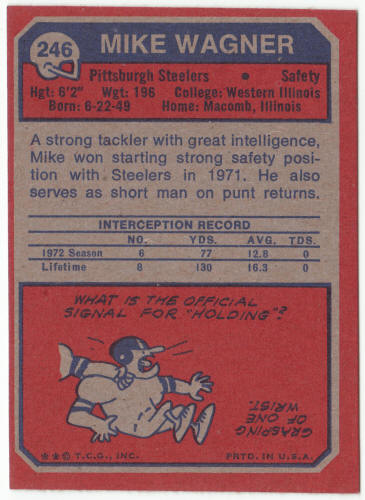 246 MIKE WAGNER
Pittsburgh Steelers • Safety
Hgt: 6'2" Wgt: 196 College: Western Illinois
Born: 6-22-49 Home: Macomb, Illinois
A strong tackler with great intelligence,
Mike won starting strong safety posi-
tion with Steelers in 1971. He also
serves as short man on punt returns.
INTERCEPTION RECORD
NO. YDS. AVG. TDS.
1972 Season 6 77 12.8 0
Lifetime 8 130 16.3 0
WHAT IS THE OFFICIAL
SIGNAL FOR "HOLDING"?
GRASPING
OF ONE
WRIST.
**© T.C.G., INC. PRTD. IN U.S.A.